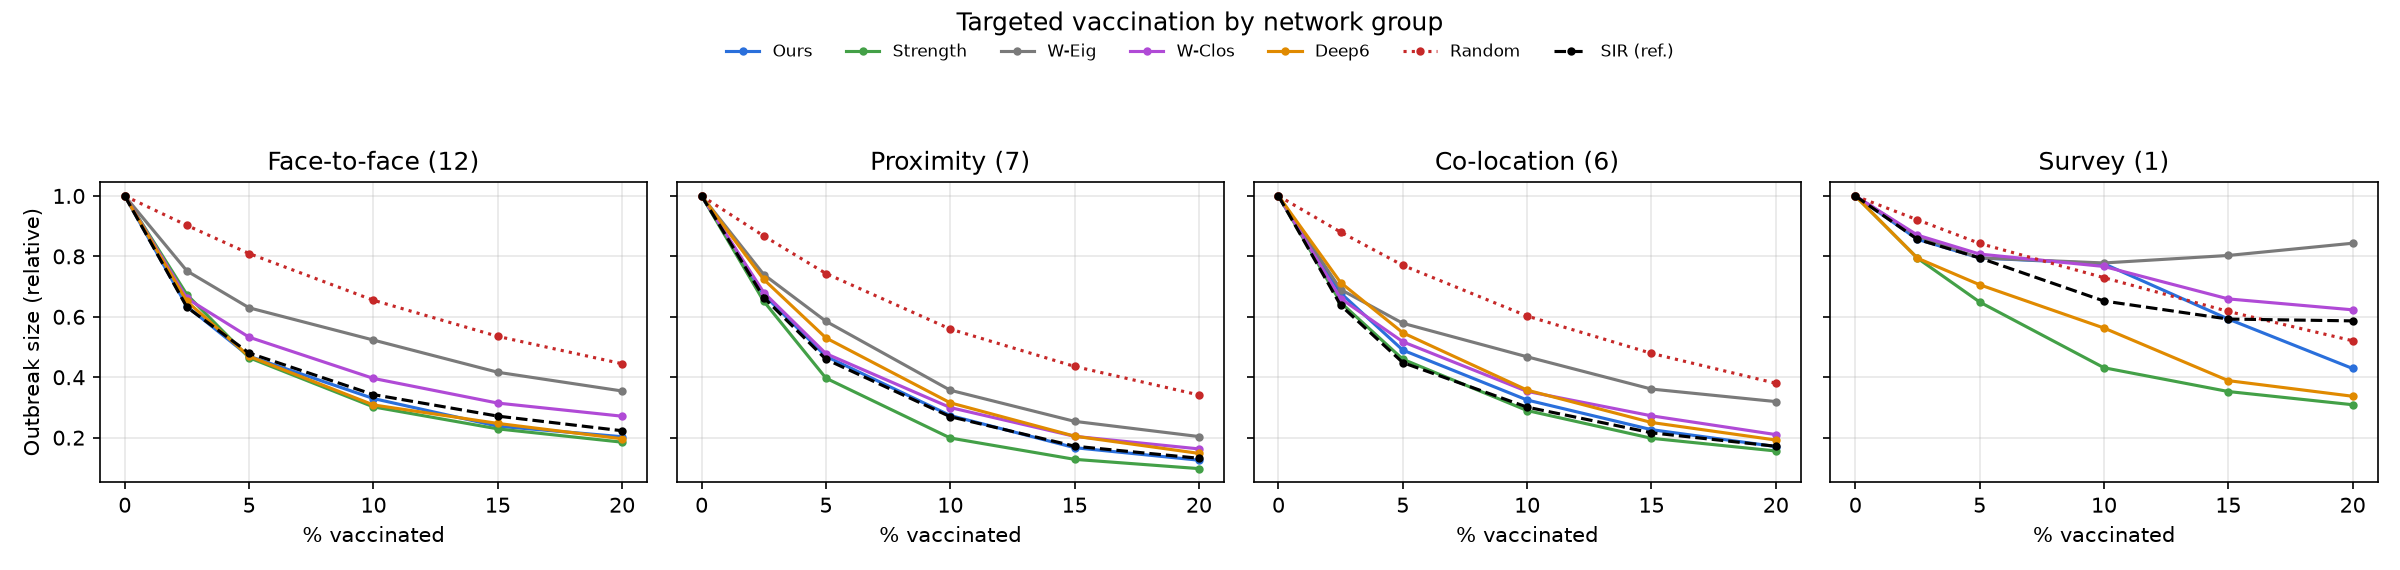 Targeted vaccination by network group
Ours Strength W-Eig W-Clos Deep6 Random SIR (ref.)
Face-to-face (12) Proximity (7) Co-location (6) Survey (1)
Outbreak size (relative)
1.0
0.8
0.6
0.4
0.2
0 5 10 15 20 0 5 10 15 20 0 5 10 15 20 0 5 10 15 20
% vaccinated % vaccinated % vaccinated % vaccinated